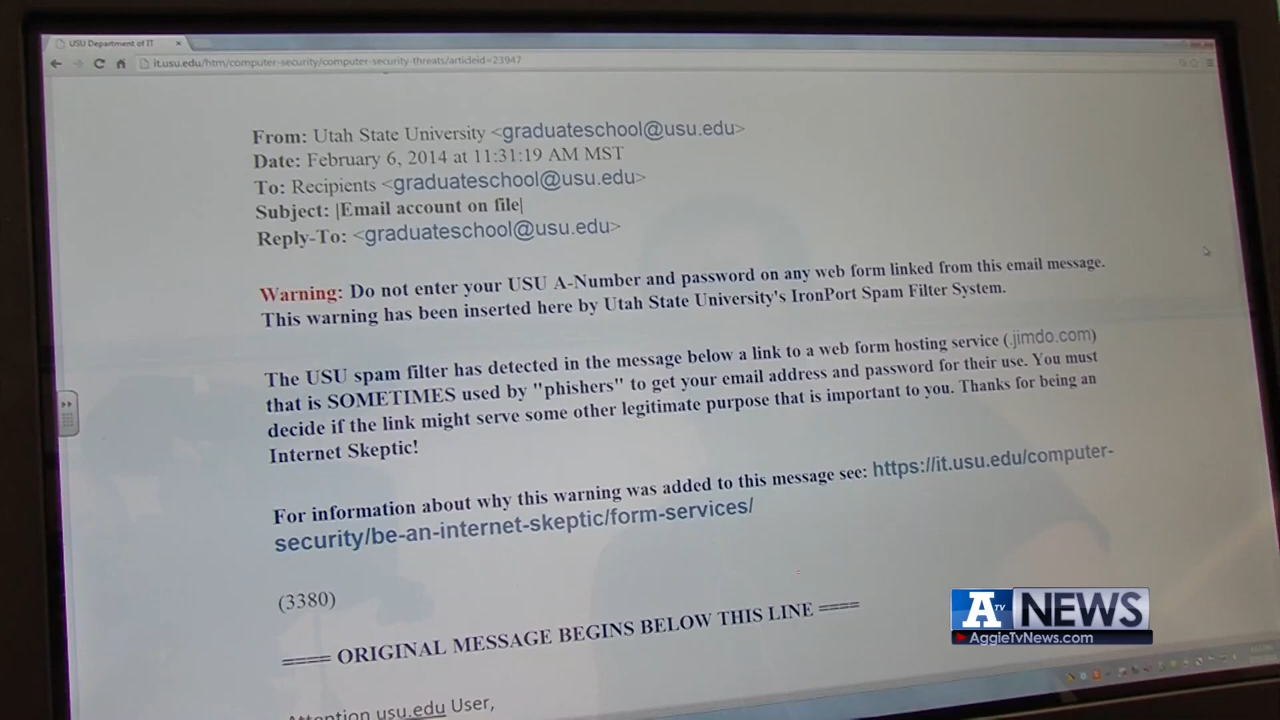 USU Department of IT
it.usu.edu/htm/computer-security/computer-security-threats/articleid=23947
From: Utah State University <graduateschool@usu.edu>
Date: February 6, 2014 at 11:31:19 AM MST
To: Recipients <graduateschool@usu.edu>
Subject: |Email account on file|
Reply-To: <graduateschool@usu.edu>
Warning: Do not enter your USU A-Number and password on any web form linked from this email message.
This warning has been inserted here by Utah State University's IronPort Spam Filter System.
The USU spam filter has detected in the message below a link to a web form hosting service (.jimdo.com)
that is SOMETIMES used by "phishers" to get your email address and password for their use. You must
decide if the link might serve some other legitimate purpose that is important to you. Thanks for being an
Internet Skeptic!
For information about why this warning was added to this message see: https://it.usu.edu/computer-
security/be-an-internet-skeptic/form-services/
(3380)
==== ORIGINAL MESSAGE BEGINS BELOW THIS LINE ====
Attention usu.edu User,
A TV NEWS
AggieTvNews.com